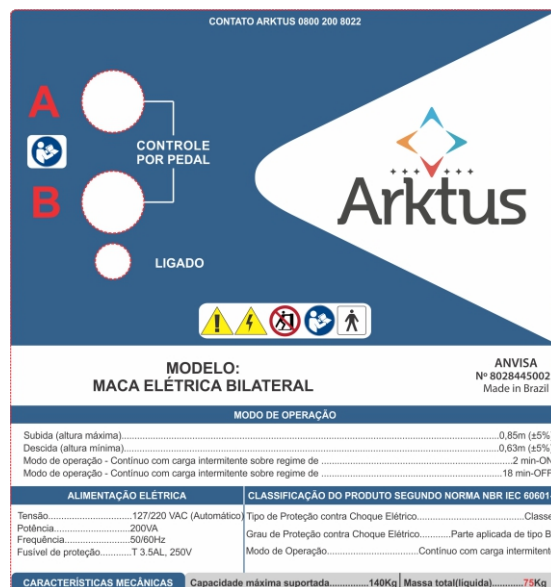 CONTATO ARKTUS 0800 200 8022
A
CONTROLE
POR PEDAL
B
LIGADO
Arktus
MODELO:
MACA ELÉTRICA BILATERAL
ANVISA
Nº 8028445002
Made in Brazil
MODO DE OPERAÇÃO
Subida (altura máxima)...0,85m (±5%
Descida (altura mínima)...0,63m (±5%)
Modo de operação - Contínuo com carga intermitente sobre regime de ...2 min-ON
Modo de operação - Contínuo com carga intermitente sobre regime de ...18 min-OFF
ALIMENTAÇÃO ELÉTRICA
Tensão...127/220 VAC (Automático)
Potência...200VA
Frequência...50/60Hz
Fusível de proteção...T 3.5AL, 250V
CLASSIFICAÇÃO DO PRODUTO SEGUNDO NORMA NBR IEC 60601-
Tipo de Proteção contra Choque Elétrico...Classe
Grau de Proteção contra Choque Elétrico...Parte aplicada de tipo B
Modo de Operação...Contínuo com carga intermitent
CARACTERÍSTICAS MECÂNICAS
Capacidade máxima suportada...140Kg
Massa total(líquida)...75Kg